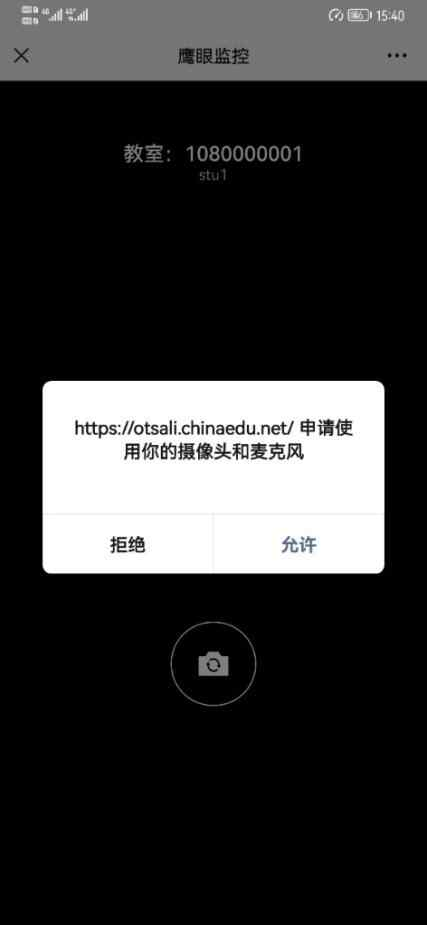 15:40
鹰眼监控
教室：1080000001
stu1
https://otsali.chinaedu.net/ 申请使
用你的摄像头和麦克风
拒绝
允许